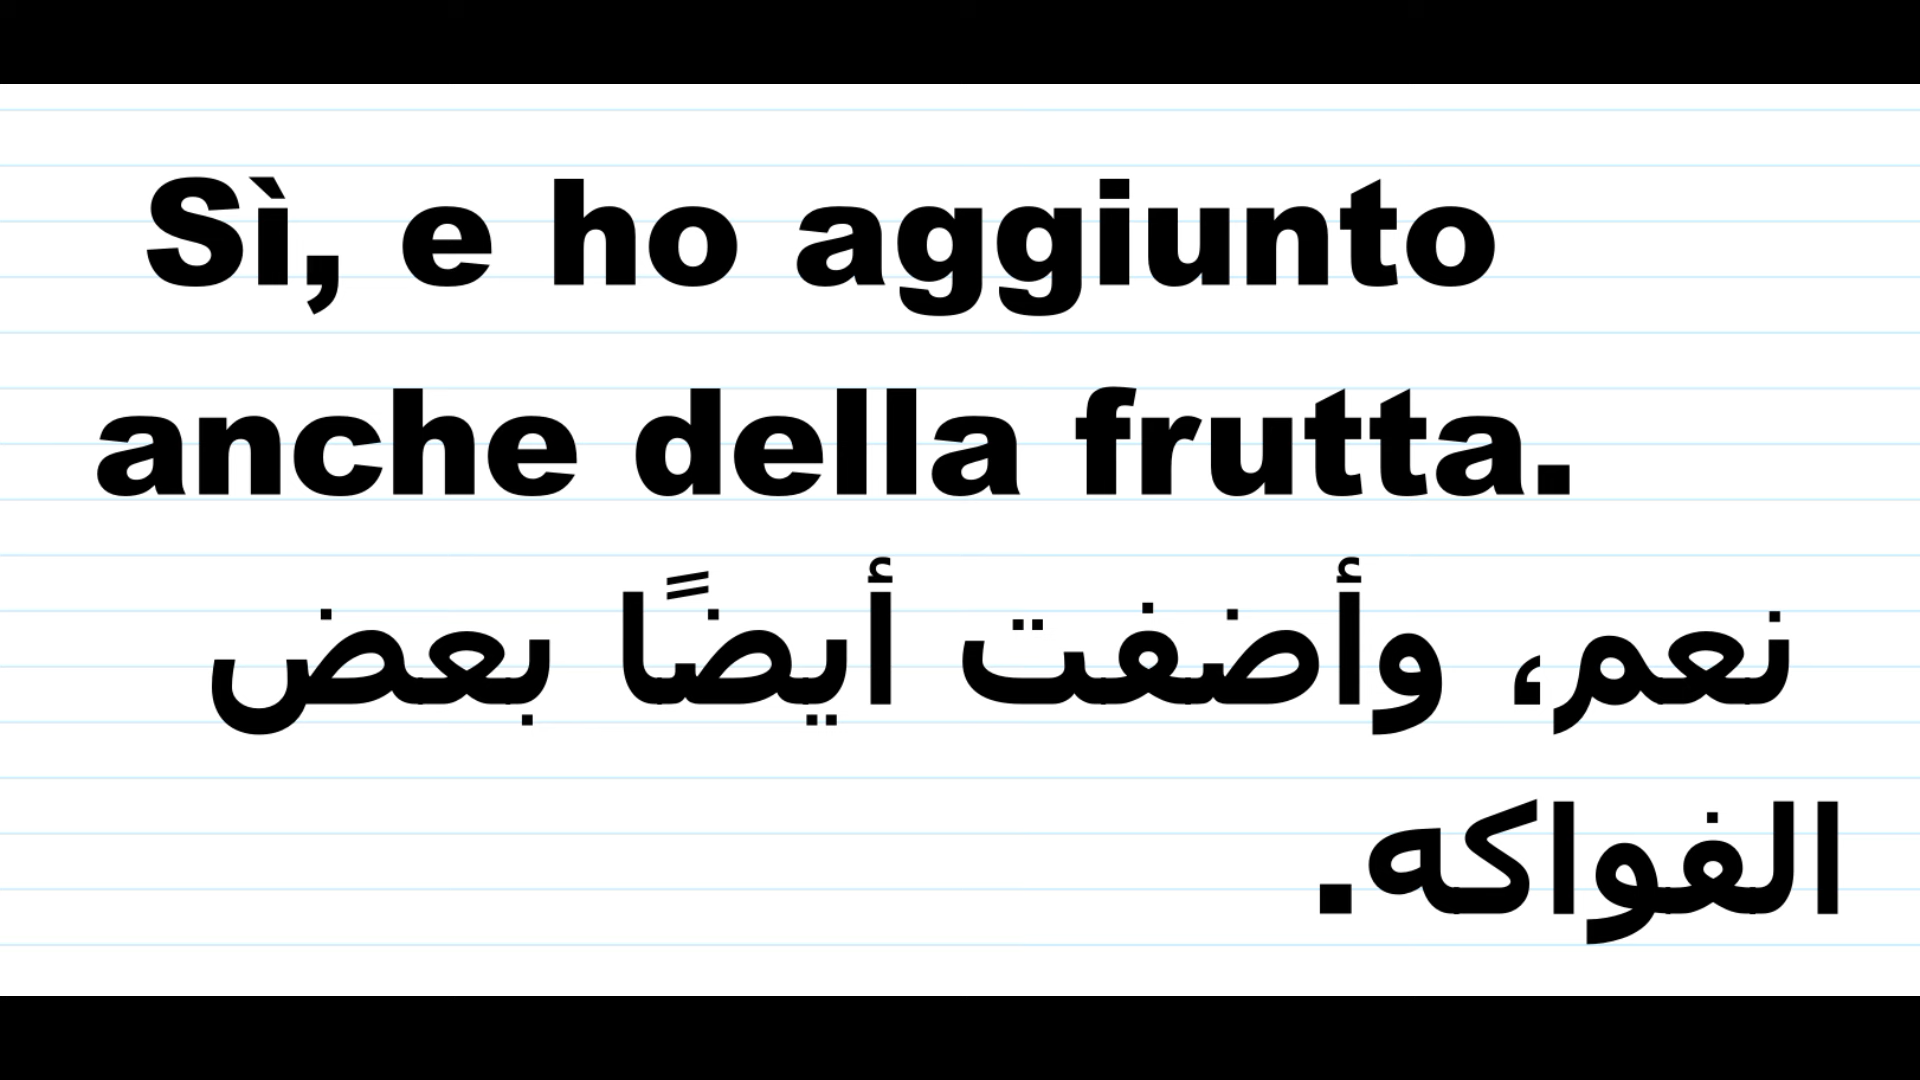 Sì, e ho aggiunto
anche della frutta.
نعم، وأضفت أيضًا بعض
الفواكه.